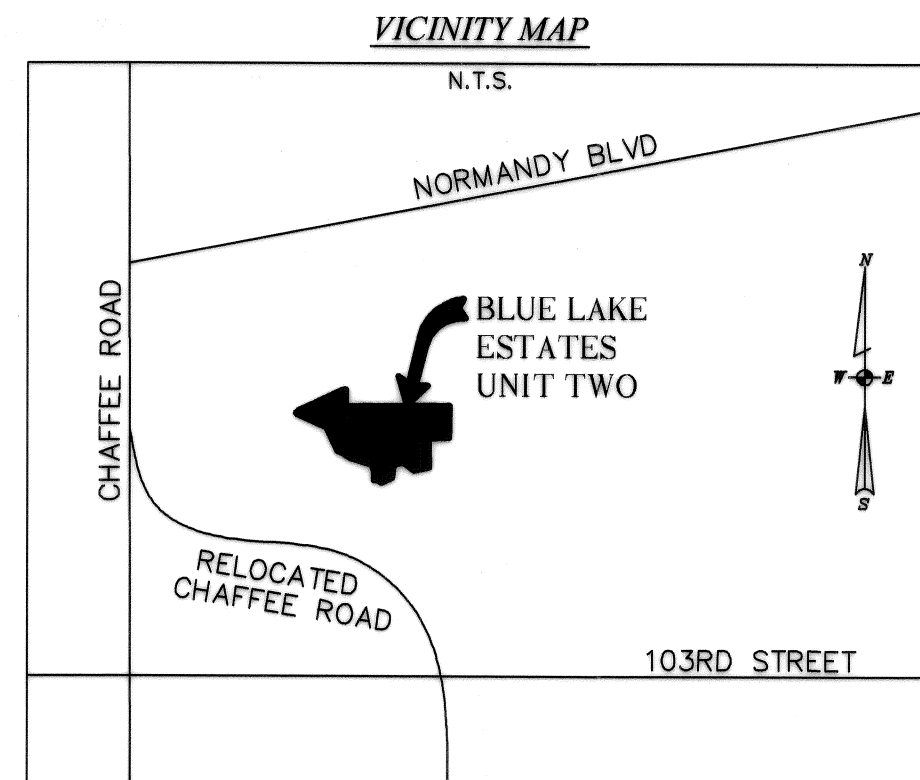 VICINITY MAP
N.T.S.
NORMANDY BLVD
CHAFFEE ROAD
BLUE LAKE
ESTATES
UNIT TWO
N
W E
S
RELOCATED
CHAFFEE ROAD
103RD STREET